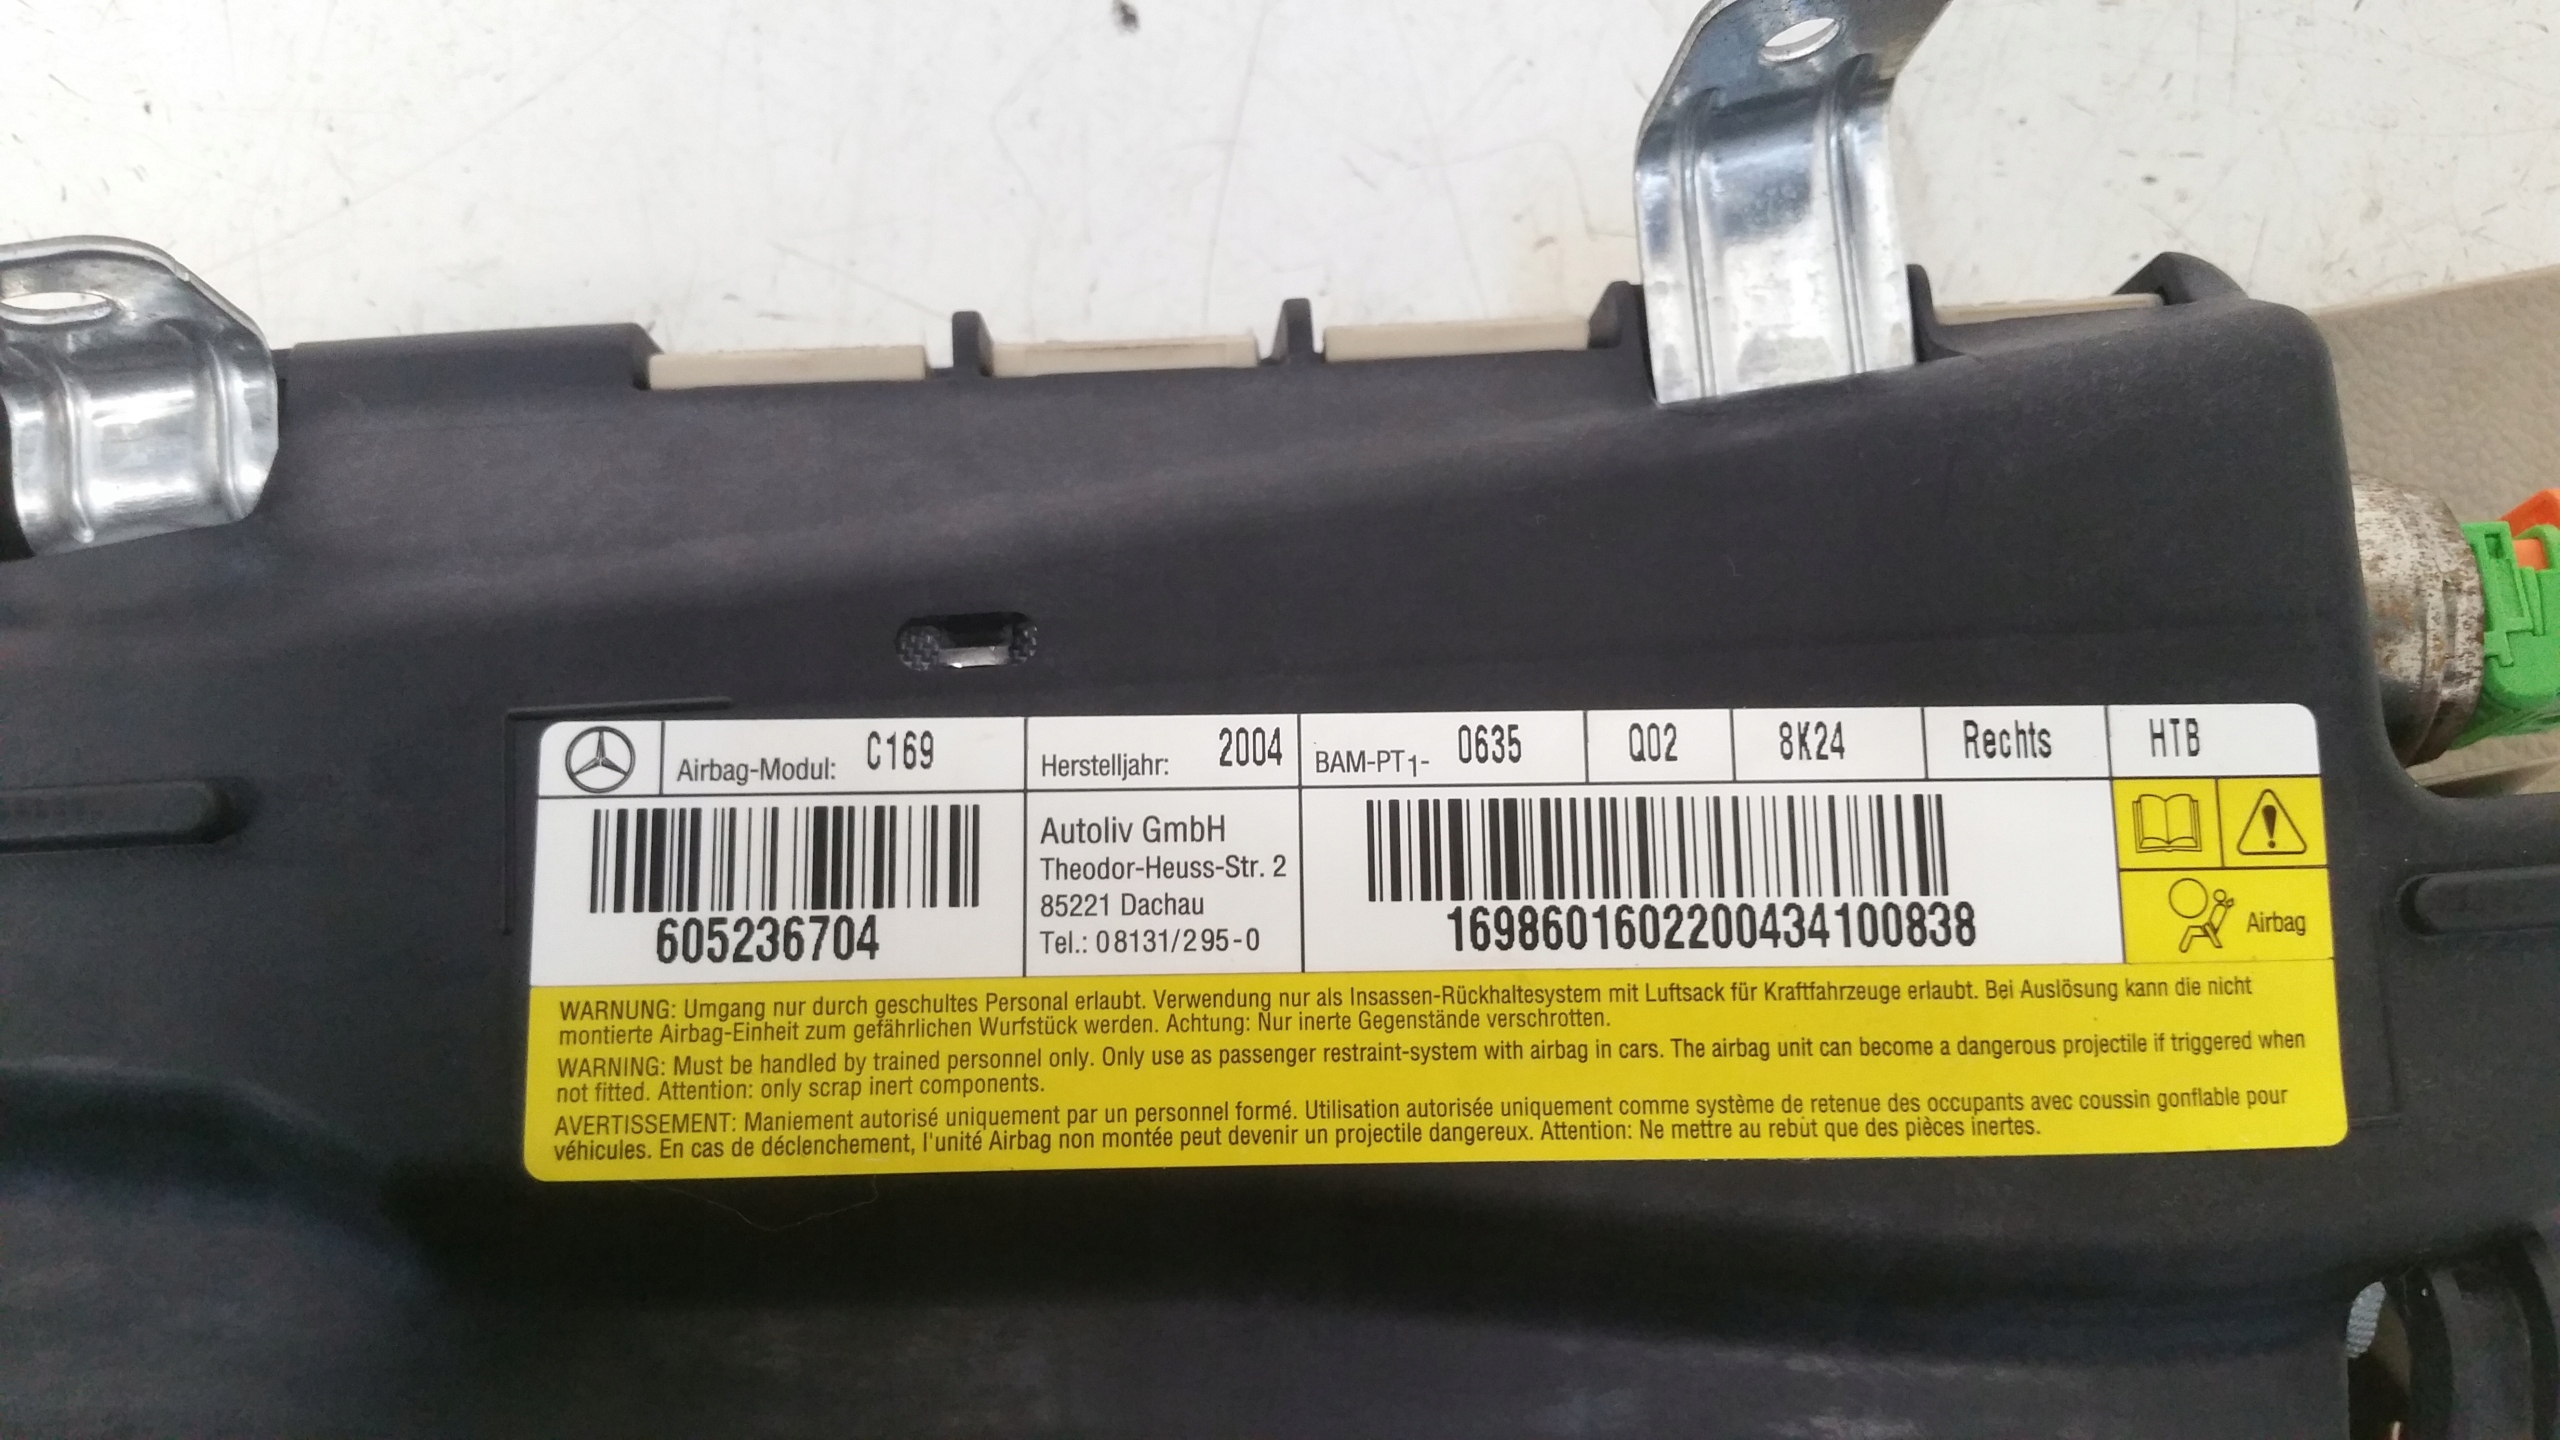 Airbag-Modul: C169 Herstelljahr: 2004 BAM-PT1- 0635 Q02 8K24 Rechts HTB
605236704
Autoliv GmbH
Theodor-Heuss-Str. 2
85221 Dachau
Tel.: 08131/295-0
1698601602200434100838
Airbag
WARNUNG: Umgang nur durch geschultes Personal erlaubt. Verwendung nur als Insassen-Rückhaltesystem mit Luftsack für Kraftfahrzeuge erlaubt. Bei Auslösung kann die nicht
montierte Airbag-Einheit zum gefährlichen Wurfstück werden. Achtung: Nur inerte Gegenstände verschrotten.
WARNING: Must be handled by trained personnel only. Only use as passenger restraint-system with airbag in cars. The airbag unit can become a dangerous projectile if triggered when
not fitted. Attention: only scrap inert components.
AVERTISSEMENT: Maniement autorisé uniquement par un personnel formé. Utilisation autorisée uniquement comme système de retenue des occupants avec coussin gonflable pour
véhicules. En cas de déclenchement, l'unité Airbag non montée peut devenir un projectile dangereux. Attention: Ne mettre au rebut que des pièces inertes.